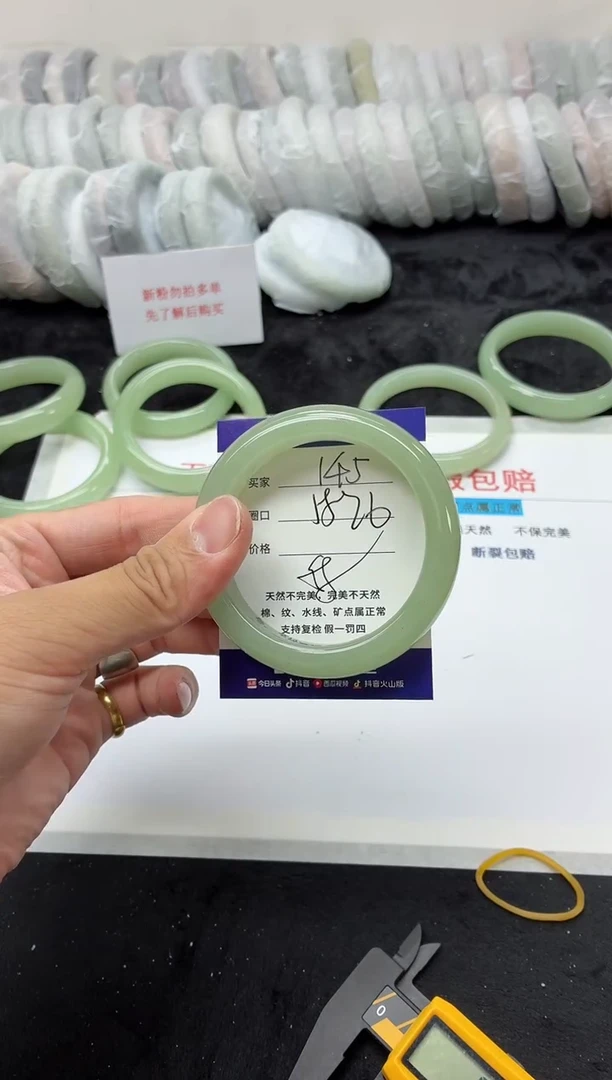 新粉勿拍多单
先了解后购买
包赔
点属正常
天然 不保完美
断裂包赔
买家 145
圈口
价格
天然不完美，完美不天然
棉、纹、水线、矿点属正常
支持复检 假一罚四
今日头条 抖音 西瓜视频 抖音火山版
0